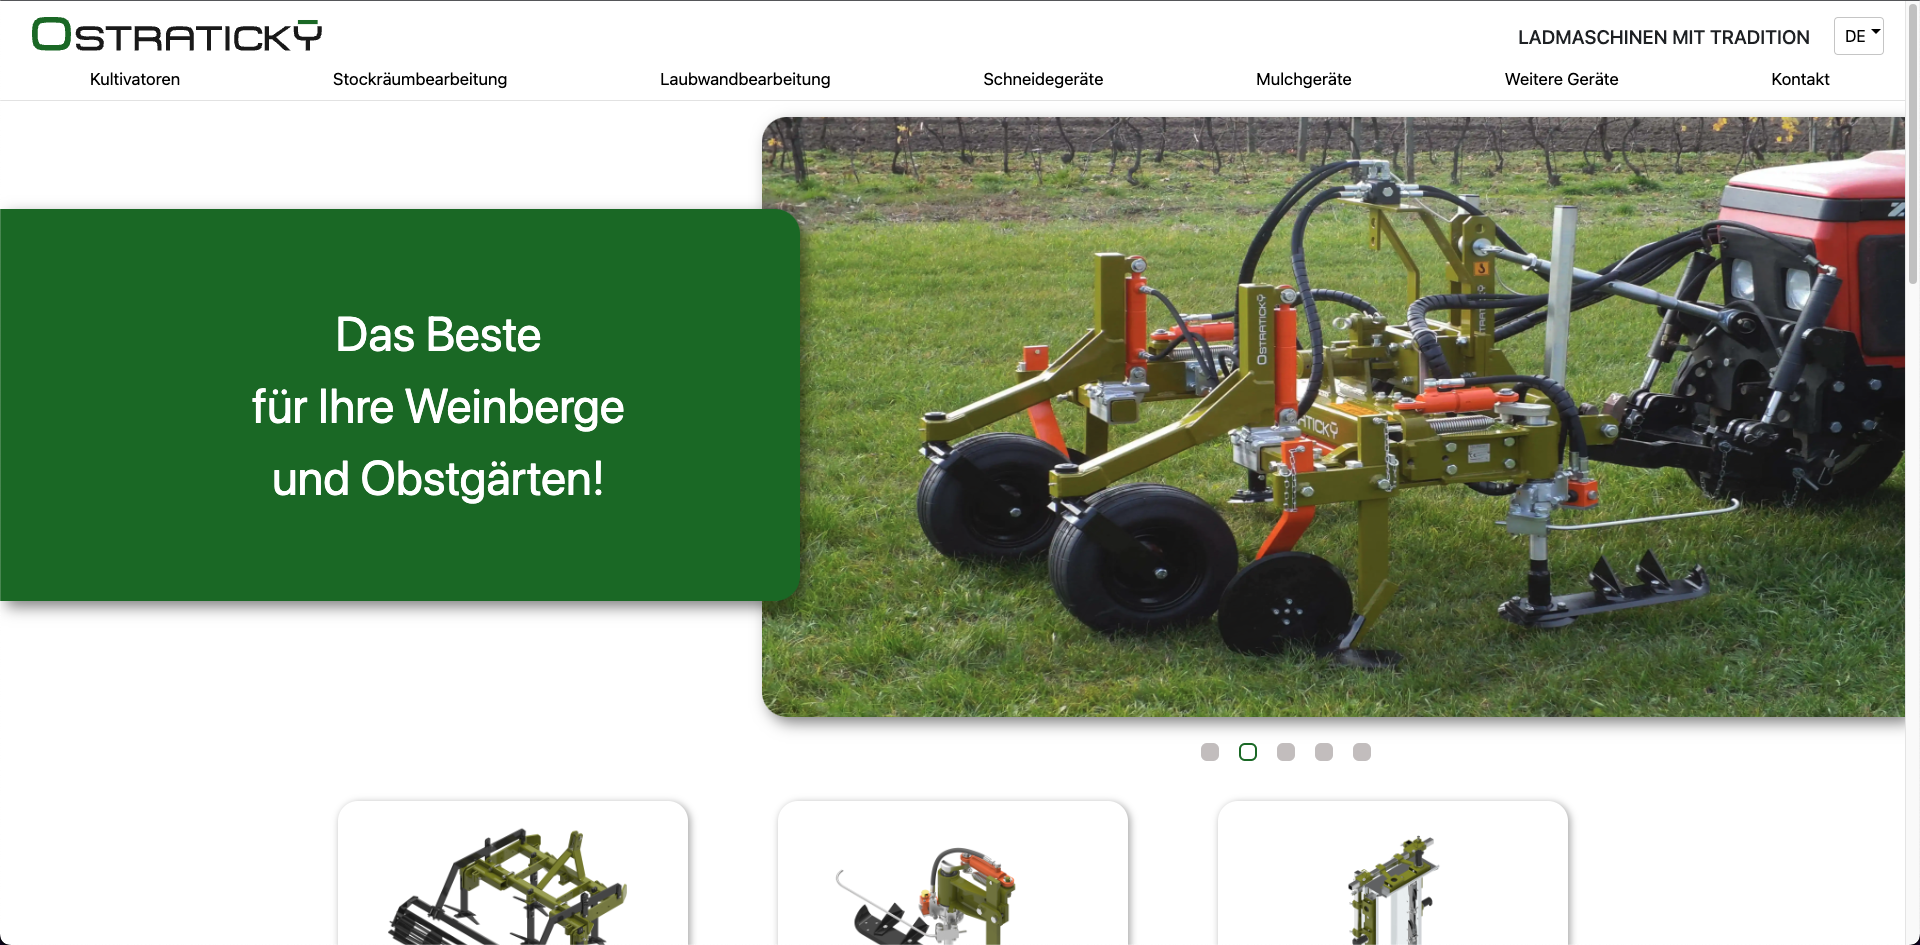 OSTRATICKÝ
LADMASCHINEN MIT TRADITION
DE
Kultivatoren
Stockräumbearbeitung
Laubwandbearbeitung
Schneidegeräte
Mulchgeräte
Weitere Geräte
Kontakt
Das Beste
für Ihre Weinberge
und Obstgärten!
OSTRATICKÝ